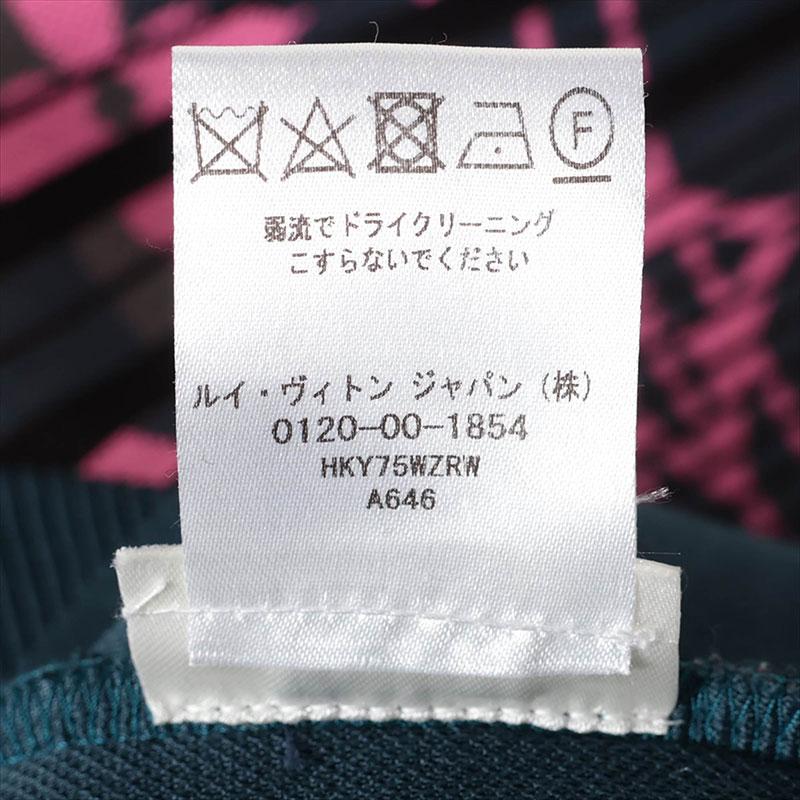 F
弱流でドライクリーニング
こすらないでください
ルイ・ヴィトン ジャパン（株）
0120-00-1854
HKY75WZRW
A646